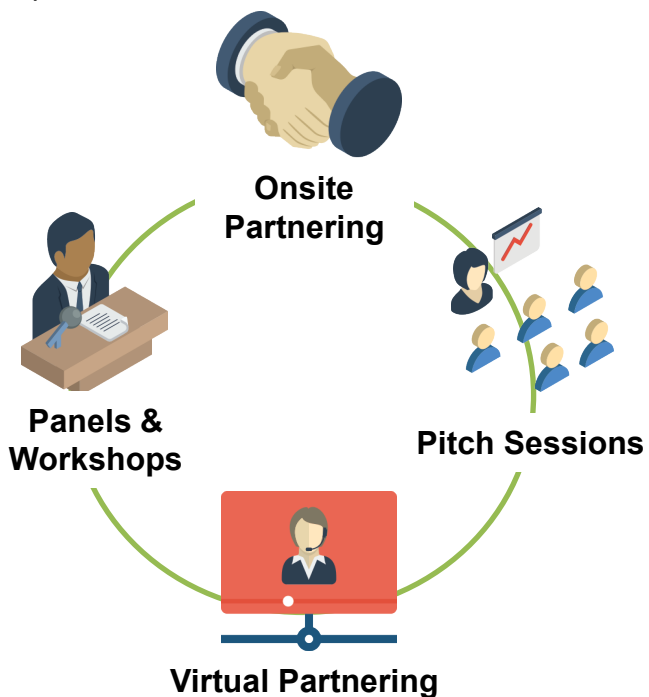 Onsite
Partnering
Panels &
Workshops
Pitch Sessions
Virtual Partnering